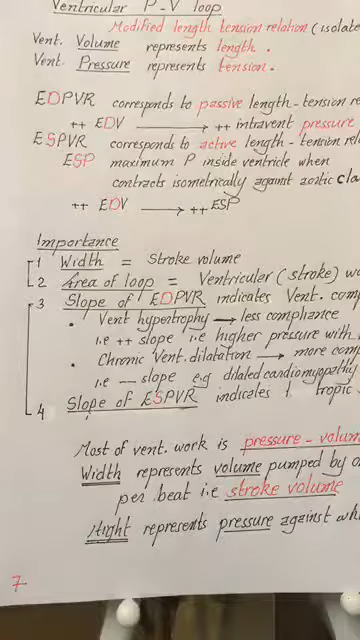 Ventricular P-V loop
Modified length tension relation (isolate
Vent. Volume represents length.
Vent. Pressure represents tension.
EDPVR corresponds to passive length-tension re
++ EDV → ++ intravent pressure
ESPVR corresponds to active length-tension rela
ESP maximum P inside ventricle when
contracts isometrically against aortic cla
++ EDV → ++ ESP
Importance
1 Width = Stroke volume
2 Area of loop = Ventricular (stroke) wo
3 Slope of EDPVR indicates Vent. comp
• Vent hypertrophy → less compliance
i.e ++ slope i.e higher pressure with
• Chronic Vent. dilatation → more comp
i.e — slope e.g dilated cardiomyopathy
4 Slope of ESPVR indicates tropic s
Most of vent. work is pressure-volum
Width represents volume pumped by
per beat i.e stroke volume
Hight represents pressure against wh
7